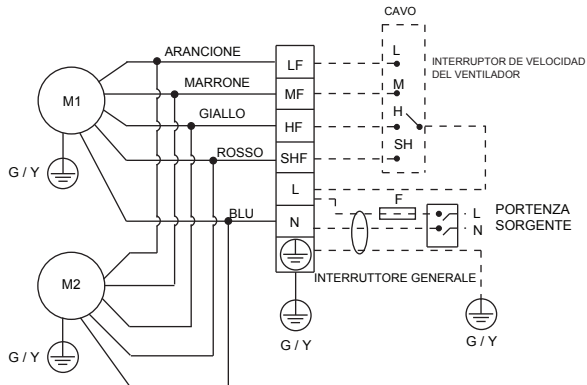 CAVO
ARANCIONE
LF
L
INTERRUPTOR DE VELOCIDAD
DEL VENTILADOR
MARRONE
MF
M
M1
GIALLO
HF
H
ROSSO
SHF
SH
G / Y
L
F
L
PORTENZA
BLU
N
N
SORGENTE
INTERRUTTORE GENERALE
M2
G / Y
G / Y
G / Y